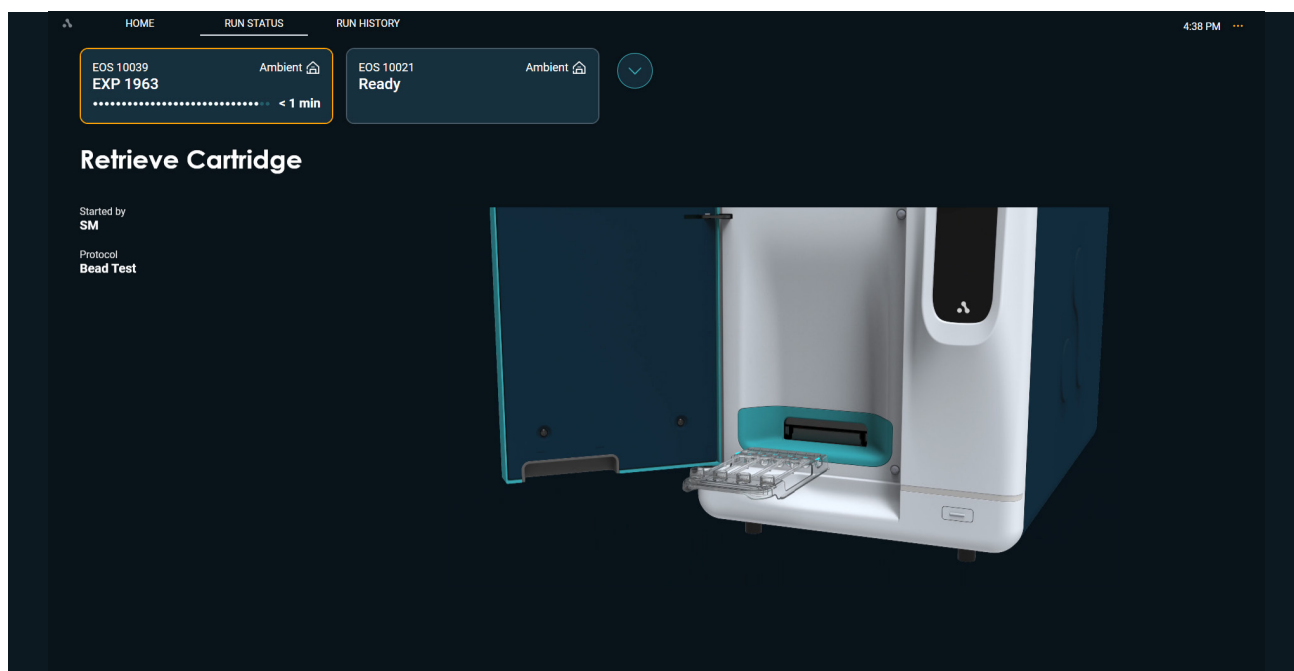 HOME RUN STATUS RUN HISTORY 4:38 PM ...
EOS 10039 Ambient
EXP 1963
< 1 min
EOS 10021 Ambient
Ready
Retrieve Cartridge
Started by
SM
Protocol
Bead Test